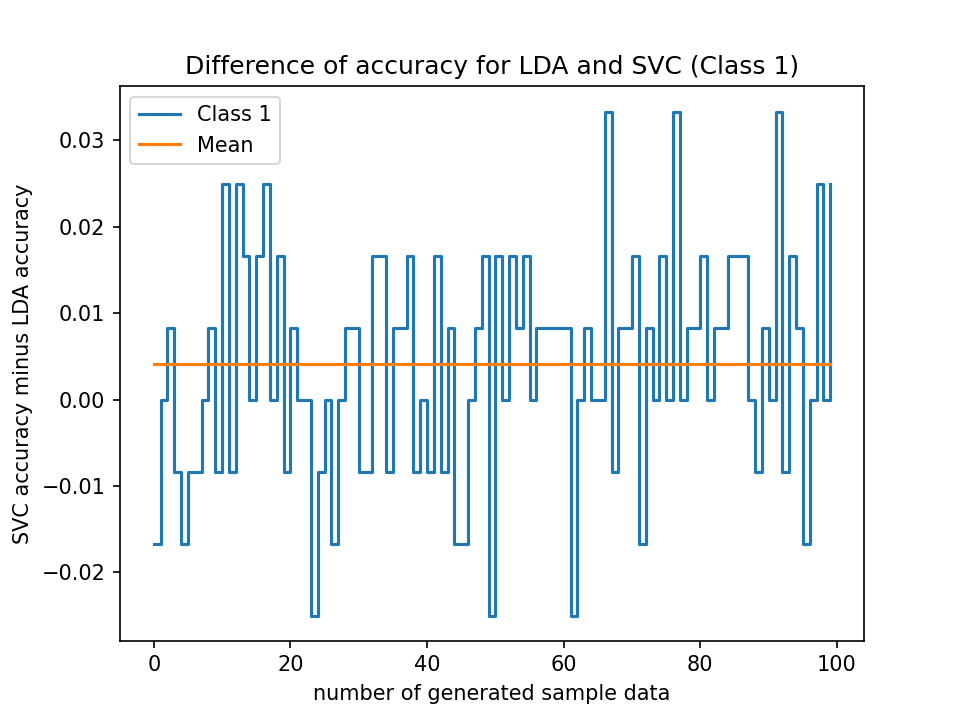 Difference of accuracy for LDA and SVC (Class 1)
Class 1
Mean
SVC accuracy minus LDA accuracy
0.03
0.02
0.01
0.00
−0.01
−0.02
0 20 40 60 80 100
number of generated sample data